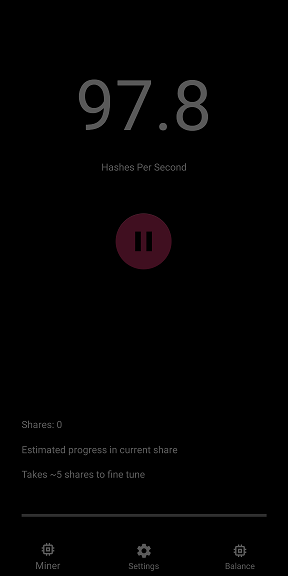 97.8
Hashes Per Second
Shares: 0
Estimated progress in current share
Takes ~5 shares to fine tune
Miner
Settings
Balance